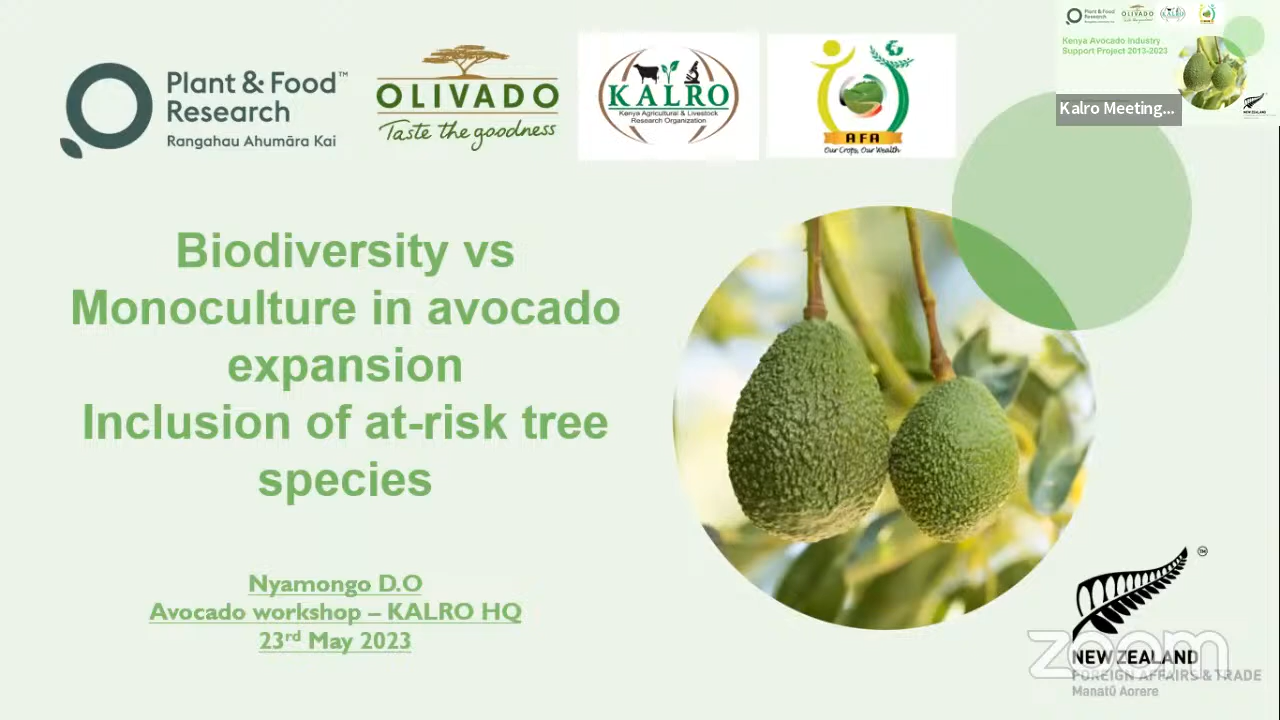 Plant & Food™
Research
Rangahau Ahumāra Kai
OLIVADO
Taste the goodness
KALRO
Kenya Agricultural & Livestock
Research Organization
AFA
Our Crops, Our Wealth
Kenya Avocado Industry
Support Project 2013-2023
Kalro Meeting...
Biodiversity vs
Monoculture in avocado
expansion
Inclusion of at-risk tree
species
Nyamongo D.O
Avocado workshop – KALRO HQ
23rd May 2023
zoom
NEW ZEALAND
FOREIGN AFFAIRS & TRADE
Manatū Aorere